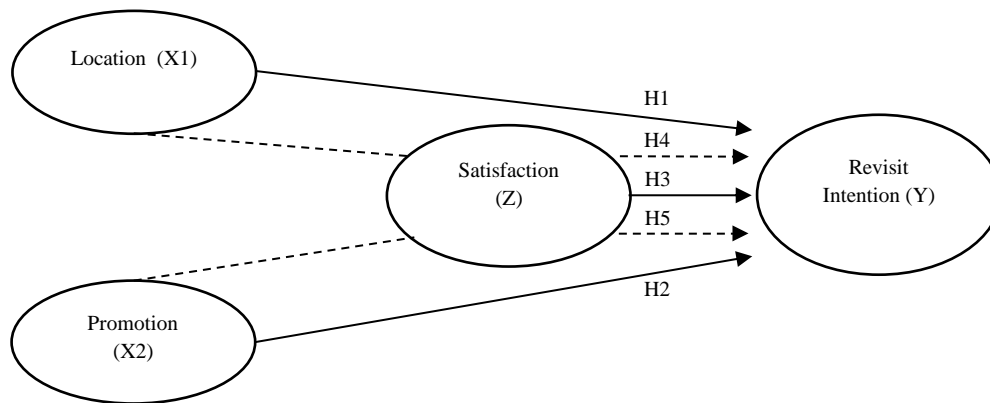 Location (X1)
H1
H4
Satisfaction
(Z)
H3
Revisit
Intention (Y)
H5
H2
Promotion
(X2)